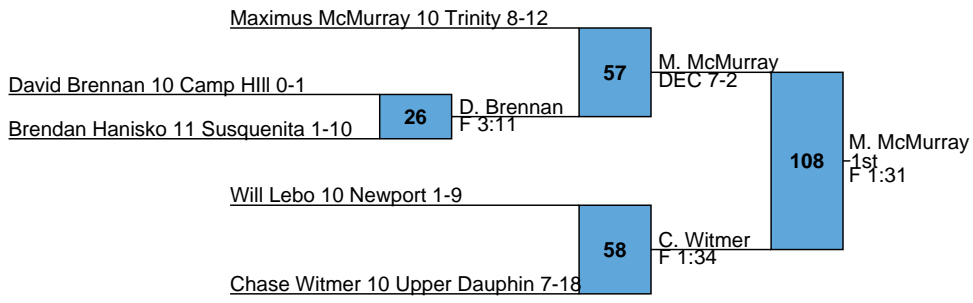 Maximus McMurray 10 Trinity 8-12
57
M. McMurray
DEC 7-2
David Brennan 10 Camp HIll 0-1
26
D. Brennan
F 3:11
Brendan Hanisko 11 Susquenita 1-10
108
M. McMurray
1st
F 1:31
Will Lebo 10 Newport 1-9
58
C. Witmer
F 1:34
Chase Witmer 10 Upper Dauphin 7-18